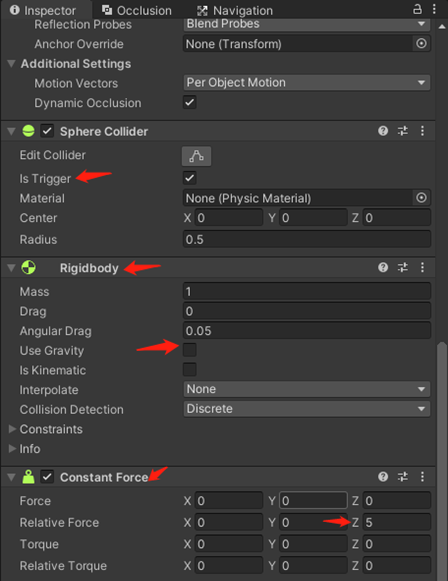 Inspector Occlusion Navigation
Reflection Probes Blend Probes
Anchor Override None (Transform)
Additional Settings
Motion Vectors Per Object Motion
Dynamic Occlusion
Sphere Collider
Edit Collider
Is Trigger
Material None (Physic Material)
Center X 0 Y 0 Z 0
Radius 0.5
Rigidbody
Mass 1
Drag 0
Angular Drag 0.05
Use Gravity
Is Kinematic
Interpolate None
Collision Detection Discrete
Constraints
Info
Constant Force
Force X 0 Y 0 Z 0
Relative Force X 0 Y 0 Z 5
Torque X 0 Y 0 Z 0
Relative Torque X 0 Y 0 Z 0